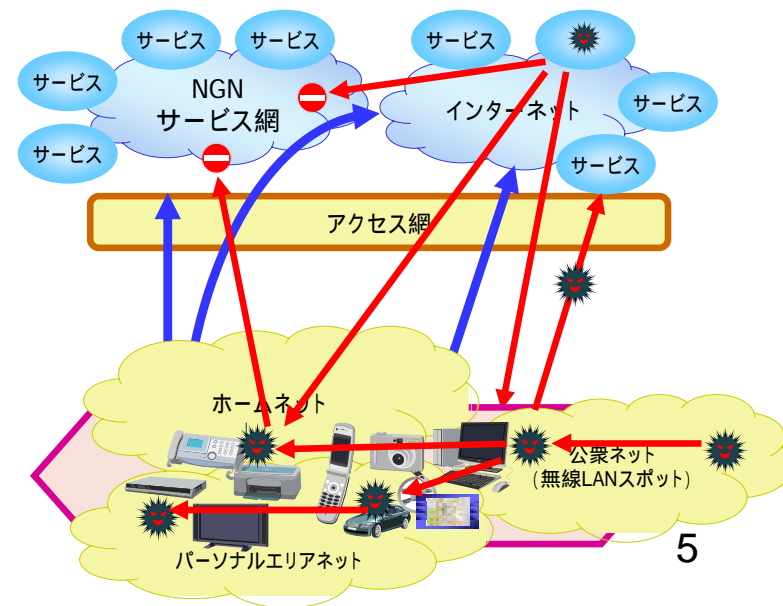 サービス
サービス
サービス
サービス
サービス
サービス
サービス
サービス
NGN
サービス網
インターネット
アクセス網
ホームネット
公衆ネット
(無線LANスポット)
パーソナルエリアネット
5